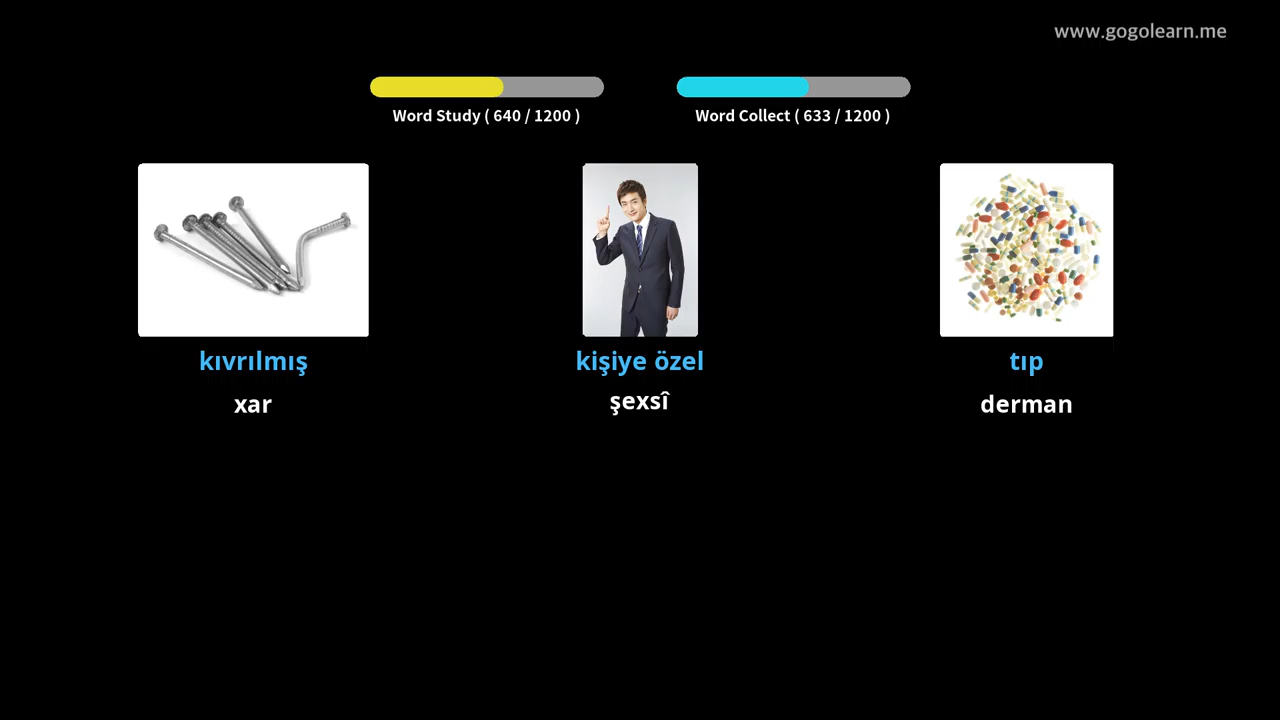 www.gogolearn.me
Word Study ( 640 / 1200 )
Word Collect ( 633 / 1200 )
kıvrılmış
xar
kişiye özel
şexsî
tıp
derman